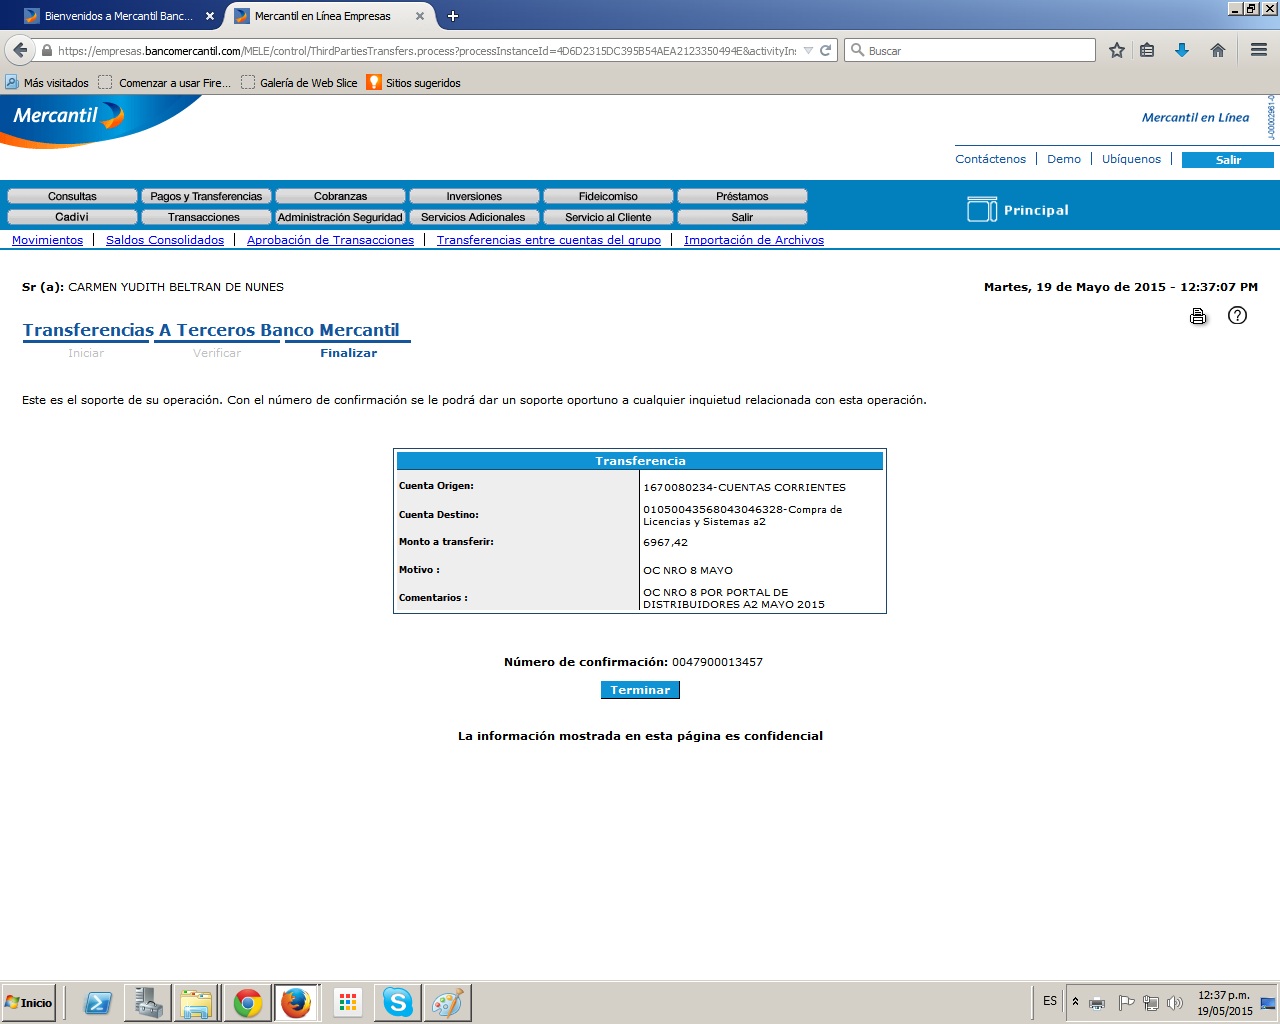 Bienvenidos a Mercantil Banc...
Mercantil en Línea Empresas
https://empresas.bancomercantil.com/MELE/control/ThirdPartiesTransfers.process?processInstanceId=4D6D2315DC395B54AEA2123350494E&activityIn:
Buscar
Más visitados
Comenzar a usar Fire...
Galería de Web Slice
Sitios sugeridos
Mercantil
Mercantil en Línea
J-00002961-0
Contáctenos
Demo
Ubíquenos
Salir
Consultas
Pagos y Transferencias
Cobranzas
Inversiones
Fideicomiso
Préstamos
Cadivi
Transacciones
Administración Seguridad
Servicios Adicionales
Servicio al Cliente
Salir
Principal
Movimientos
Saldos Consolidados
Aprobación de Transacciones
Transferencias entre cuentas del grupo
Importación de Archivos
Sr (a): CARMEN YUDITH BELTRAN DE NUNES
Martes, 19 de Mayo de 2015 - 12:37:07 PM
Transferencias A Terceros Banco Mercantil
Iniciar
Verificar
Finalizar
Este es el soporte de su operación. Con el número de confirmación se le podrá dar un soporte oportuno a cualquier inquietud relacionada con esta operación.
Transferencia
Cuenta Origen:
1670080234-CUENTAS CORRIENTES
Cuenta Destino:
01050043568043046328-Compra de
Licencias y Sistemas a2
Monto a transferir:
6967,42
Motivo :
OC NRO 8 MAYO
Comentarios :
OC NRO 8 POR PORTAL DE
DISTRIBUIDORES A2 MAYO 2015
Número de confirmación: 0047900013457
Terminar
La información mostrada en esta página es confidencial
Inicio
ES
12:37 p.m.
19/05/2015